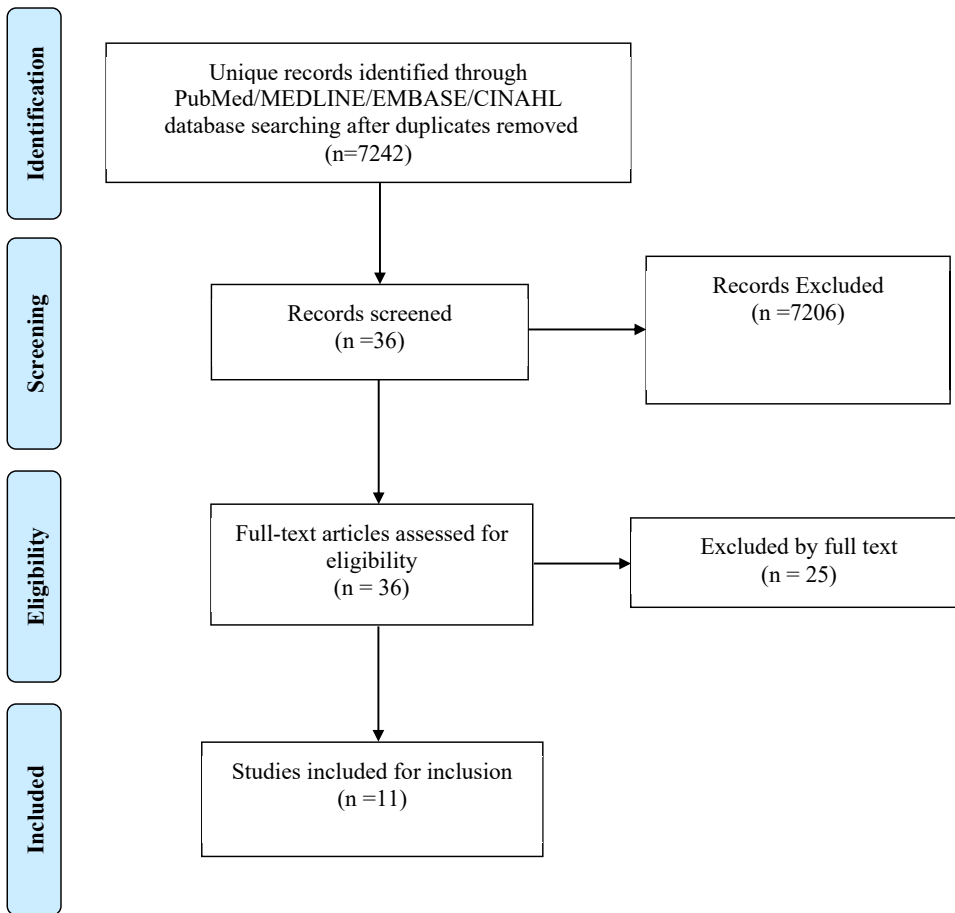 Identification
Unique records identified through
PubMed/MEDLINE/EMBASE/CINAHL
database searching after duplicates removed
(n=7242)
Screening
Records screened
(n =36)
Records Excluded
(n =7206)
Eligibility
Full-text articles assessed for
eligibility
(n = 36)
Excluded by full text
(n = 25)
Included
Studies included for inclusion
(n =11)